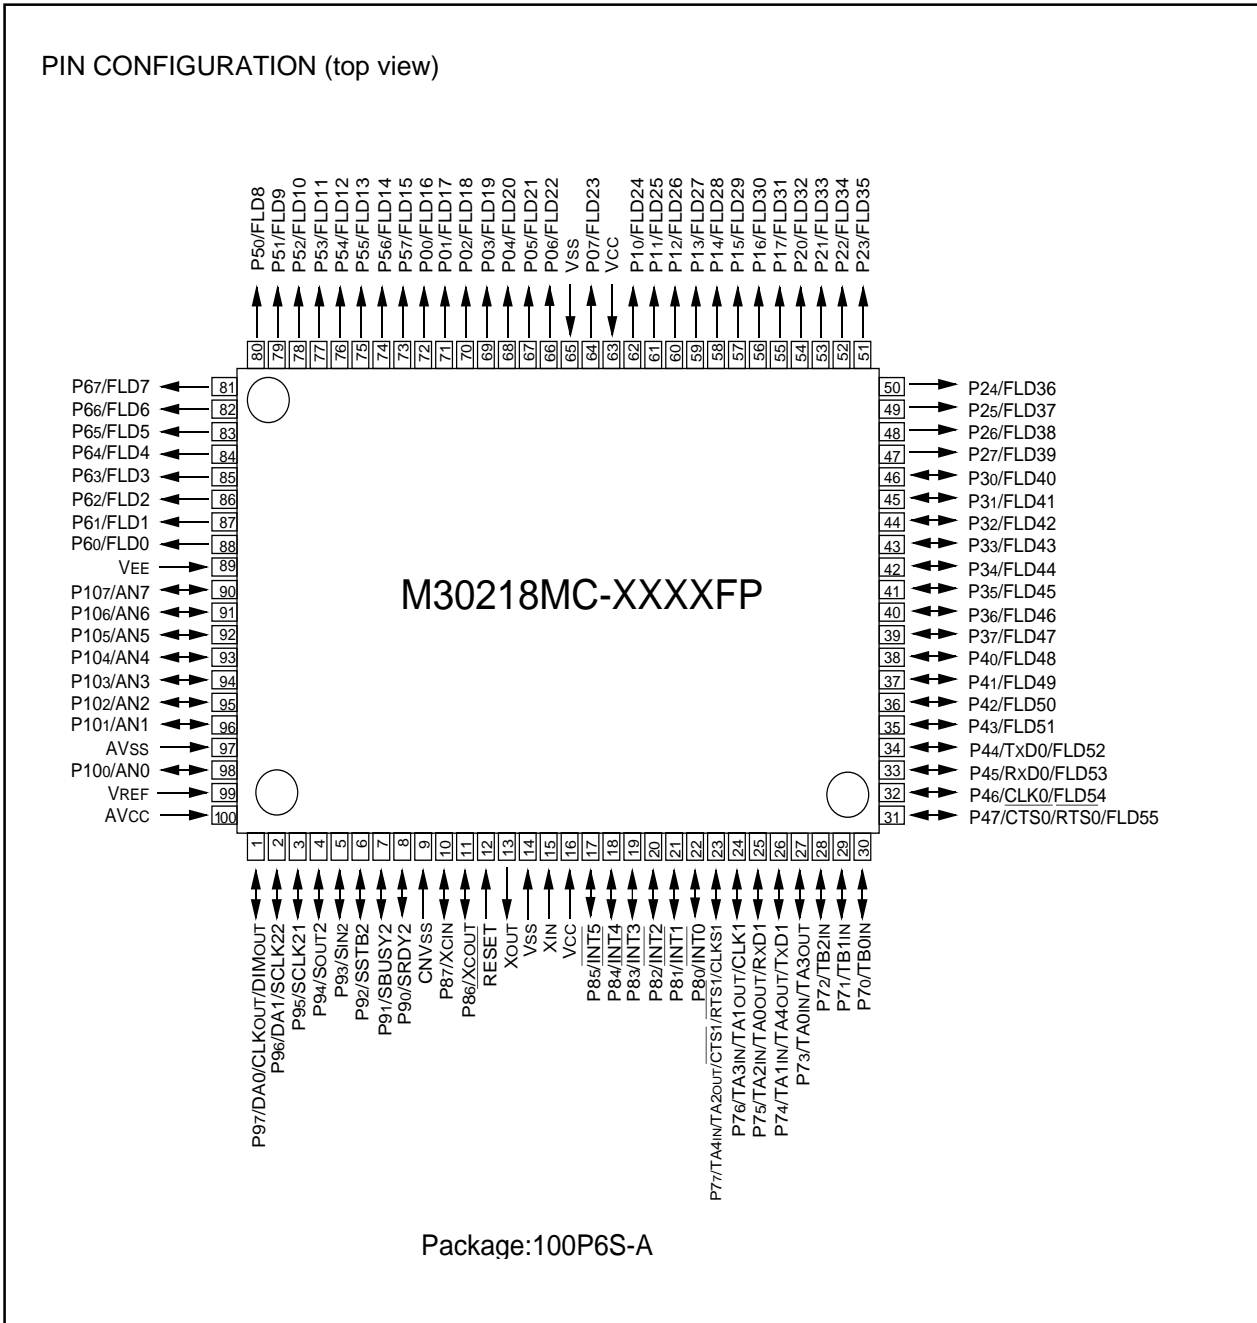 PIN CONFIGURATION (top view)
P50/FLD8
P51/FLD9
P52/FLD10
P53/FLD11
P54/FLD12
P55/FLD13
P56/FLD14
P57/FLD15
P00/FLD16
P01/FLD17
P02/FLD18
P03/FLD19
P04/FLD20
P05/FLD21
P06/FLD22
VSS
P07/FLD23
VCC
P10/FLD24
P11/FLD25
P12/FLD26
P13/FLD27
P14/FLD28
P15/FLD29
P16/FLD30
P17/FLD31
P20/FLD32
P21/FLD33
P22/FLD34
P23/FLD35
80 79 78 77 76 75 74 73 72 71 70 69 68 67 66 65 64 63 62 61 60 59 58 57 56 55 54 53 52 51
P67/FLD7 81
P66/FLD6 82
P65/FLD5 83
P64/FLD4 84
P63/FLD3 85
P62/FLD2 86
P61/FLD1 87
P60/FLD0 88
VEE 89
P107/AN7 90
P106/AN6 91
P105/AN5 92
P104/AN4 93
P103/AN3 94
P102/AN2 95
P101/AN1 96
AVSS 97
P100/AN0 98
VREF 99
AVCC 100
M30218MC-XXXXFP
50 P24/FLD36
49 P25/FLD37
48 P26/FLD38
47 P27/FLD39
46 P30/FLD40
45 P31/FLD41
44 P32/FLD42
43 P33/FLD43
42 P34/FLD44
41 P35/FLD45
40 P36/FLD46
39 P37/FLD47
38 P40/FLD48
37 P41/FLD49
36 P42/FLD50
35 P43/FLD51
34 P44/TXD0/FLD52
33 P45/RXD0/FLD53
32 P46/CLK0/FLD54
31 P47/CTS0/RTS0/FLD55
1 2 3 4 5 6 7 8 9 10 11 12 13 14 15 16 17 18 19 20 21 22 23 24 25 26 27 28 29 30
P97/DA0/CLKOUT/DIMOUT
P96/DA1/SCLK22
P95/SCLK21
P94/SOUT2
P93/SIN2
P92/SSTB2
P91/SBUSY2
P90/SRDY2
CNVSS
P87/XCIN
P86/XCOUT
RESET
XOUT
VSS
XIN
VCC
P85/INT5
P84/INT4
P83/INT3
P82/INT2
P81/INT1
P80/INT0
P77/TA4IN/TA2OUT/CTS1/RTS1/CLKS1
P76/TA3IN/TA1OUT/CLK1
P75/TA2IN/TA0OUT/RXD1
P74/TA1IN/TA4OUT/TXD1
P73/TA0IN/TA3OUT
P72/TB2IN
P71/TB1IN
P70/TB0IN
Package:100P6S-A